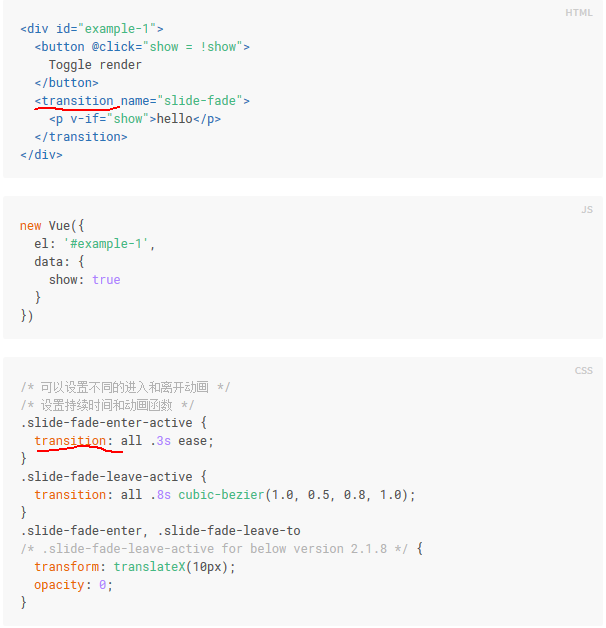 HTML
<div id="example-1">
  <button @click="show = !show">
    Toggle render
  </button>
  <transition name="slide-fade">
    <p v-if="show">hello</p>
  </transition>
</div>
JS
new Vue({
  el: '#example-1',
  data: {
    show: true
  }
})
CSS
/* 可以设置不同的进入和离开动画 */
/* 设置持续时间和动画函数 */
.slide-fade-enter-active {
  transition: all .3s ease;
}
.slide-fade-leave-active {
  transition: all .8s cubic-bezier(1.0, 0.5, 0.8, 1.0);
}
.slide-fade-enter, .slide-fade-leave-to
/* .slide-fade-leave-active for below version 2.1.8 */ {
  transform: translateX(10px);
  opacity: 0;
}